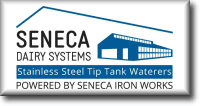 SENECA
DAIRY SYSTEMS
Stainless Steel Tip Tank Waterers
POWERED BY SENECA IRON WORKS